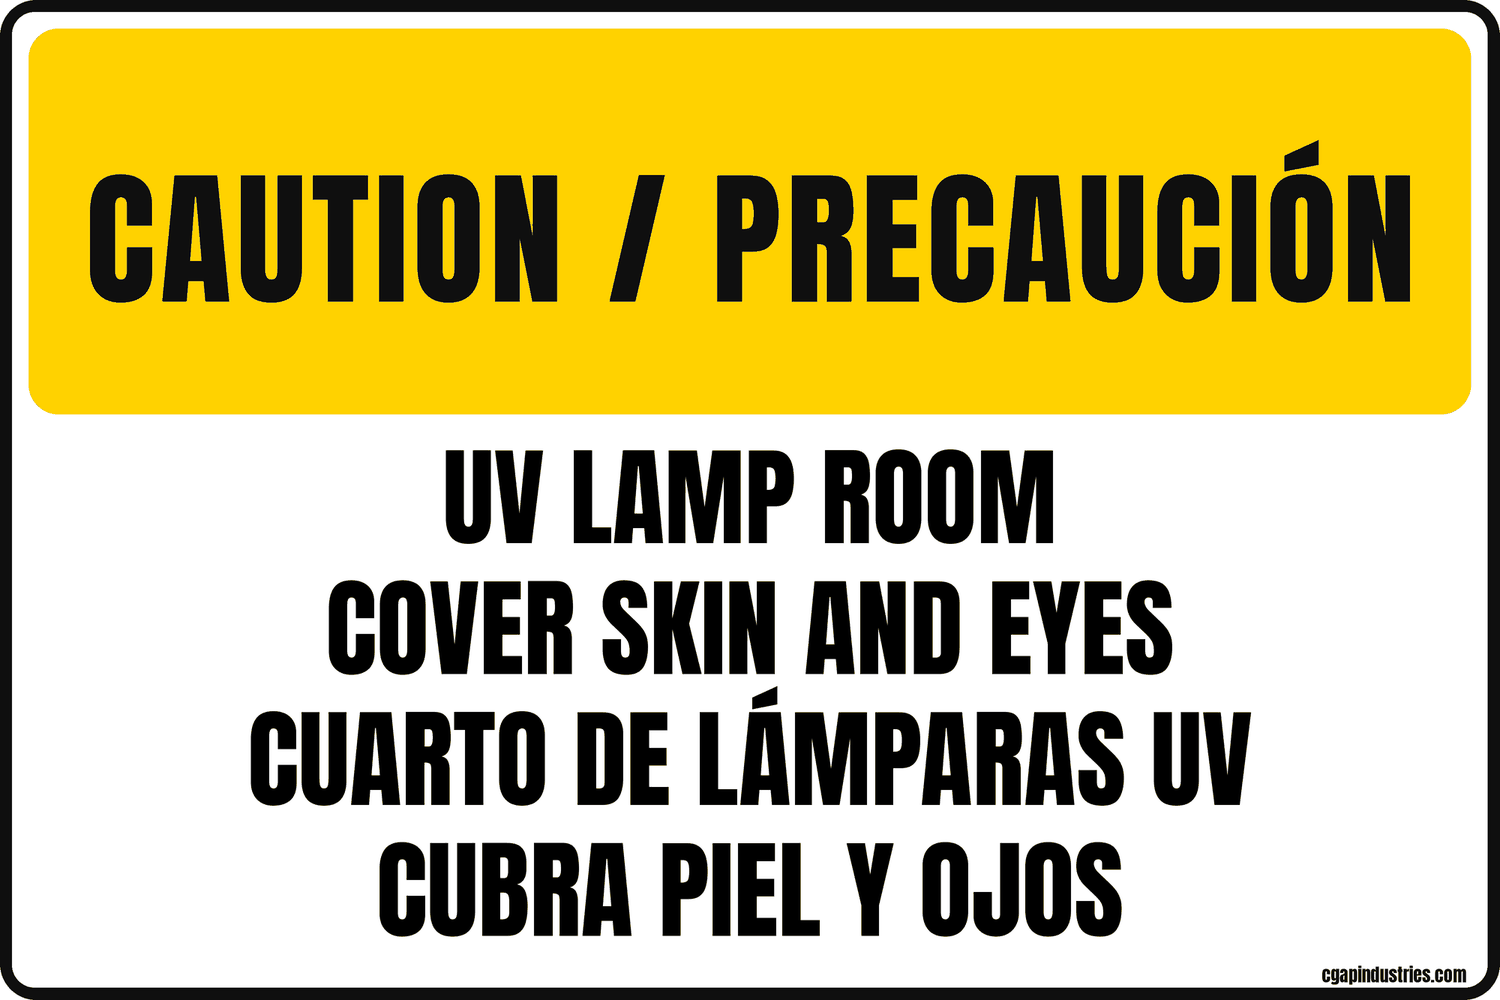 CAUTION / PRECAUCIÓN
UV LAMP ROOM
COVER SKIN AND EYES
CUARTO DE LÁMPARAS UV
CUBRA PIEL Y OJOS
cgapindustries.com